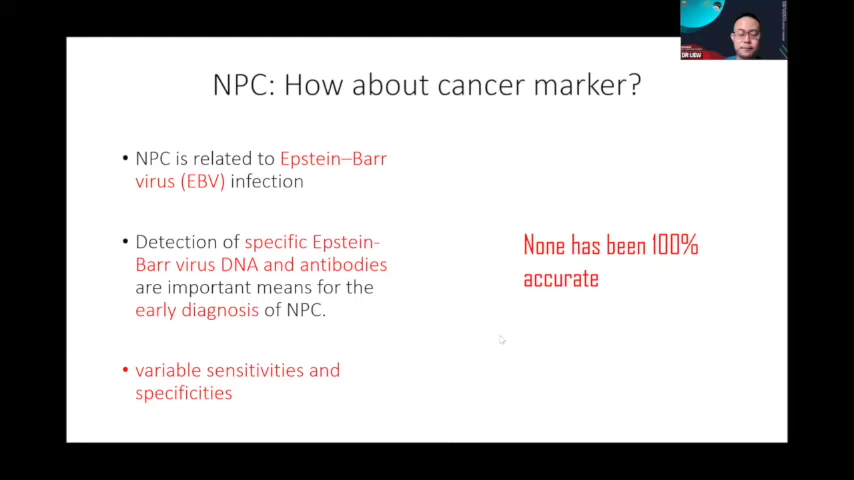 NPC: How about cancer marker?
• NPC is related to Epstein–Barr
virus (EBV) infection
• Detection of specific Epstein-
Barr virus DNA and antibodies
are important means for the
early diagnosis of NPC.
• variable sensitivities and
specificities
None has been 100%
accurate